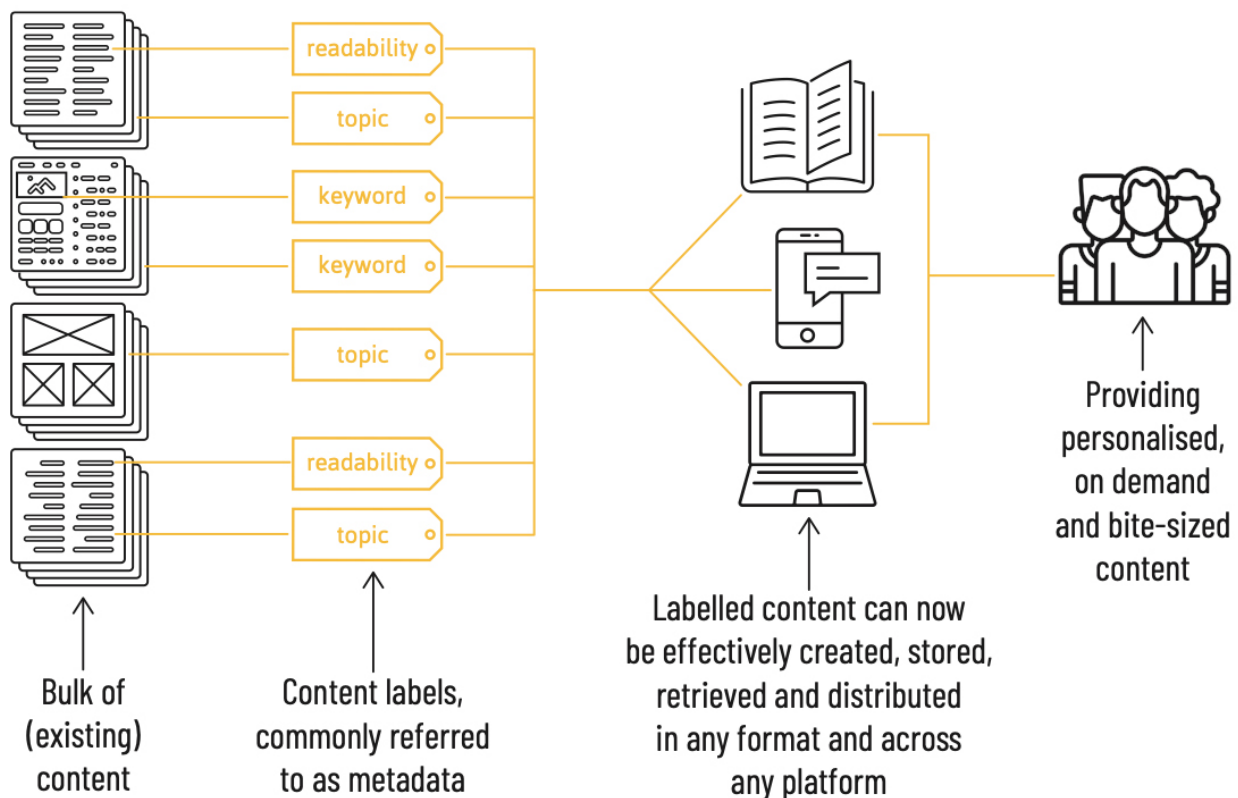 readability
topic
keyword
keyword
topic
readability
topic
Bulk of
(existing)
content
Content labels,
commonly referred
to as metadata
Labelled content can now
be effectively created, stored,
retrieved and distributed
in any format and across
any platform
Providing
personalised,
on demand
and bite-sized
content